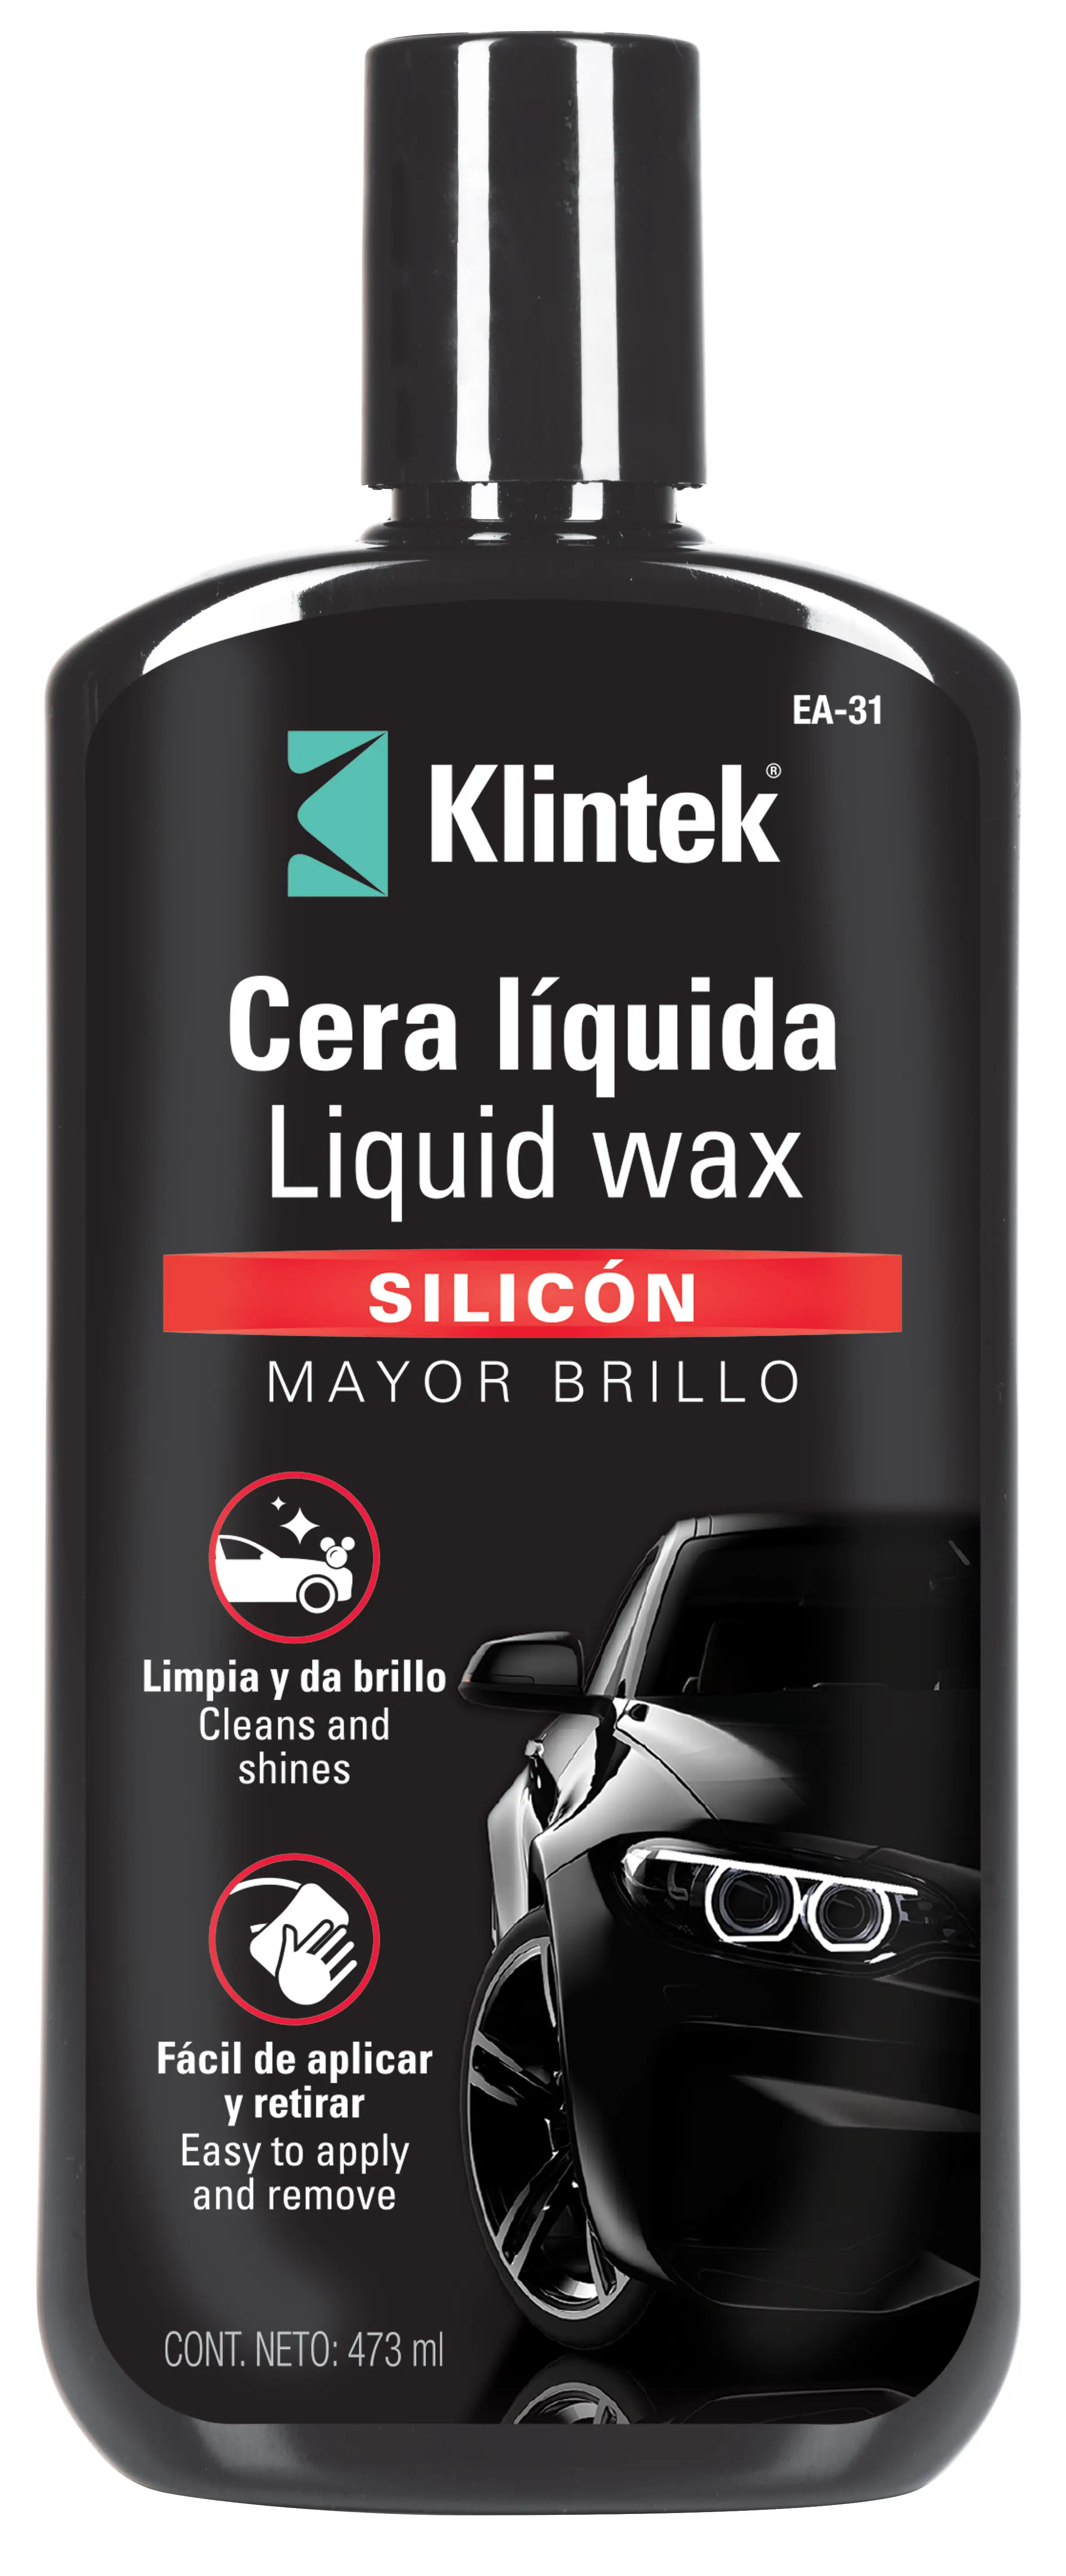 EA-31
Klintek®
Cera líquida
Liquid wax
SILICÓN
MAYOR BRILLO
Limpia y da brillo
Cleans and
shines
Fácil de aplicar
y retirar
Easy to apply
and remove
CONT. NETO: 473 ml